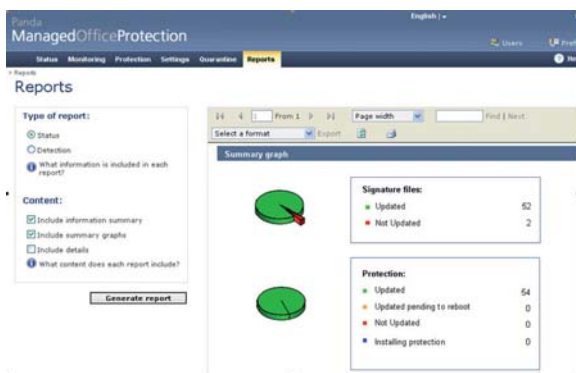 Panda
ManagedOfficeProtection
English | 
Users
Status Monitoring Protection Settings Quarantine Reports
> Reports
Reports
Type of report:
Status
Detection
What information is included in each report?
Content:
Include information summary
Include summary graphs
Include details
What content does each report include?
Generate report
1 From 1 Page width Find | Next
Select a format Export
Summary graph
Signature files:
Updated 52
Not Updated 2
Protection:
Updated 54
Updated pending to reboot 0
Not Updated 0
Installing protection 0